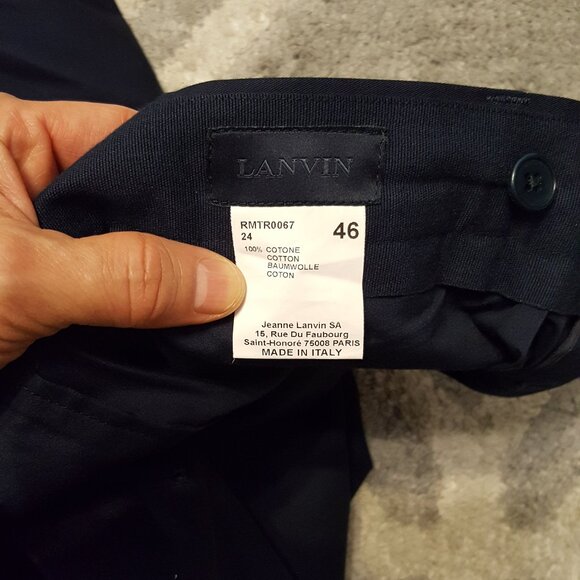 LANVIN
RMTR0067 46
24
100% COTONE
COTTON
BAUMWOLLE
COTON
Jeanne Lanvin SA
15, Rue Du Faubourg
Saint-Honoré 75008 PARIS
MADE IN ITALY